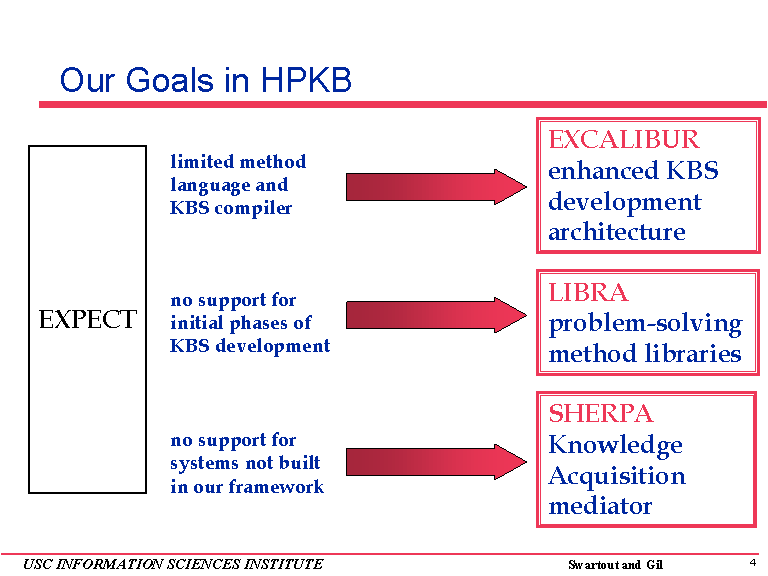 Our Goals in HPKB
EXPECT
limited method
language and
KBS compiler
EXCALIBUR
enhanced KBS
development
architecture
no support for
initial phases of
KBS development
LIBRA
problem-solving
method libraries
no support for
systems not built
in our framework
SHERPA
Knowledge
Acquisition
mediator
USC INFORMATION SCIENCES INSTITUTE
Swartout and Gil
4